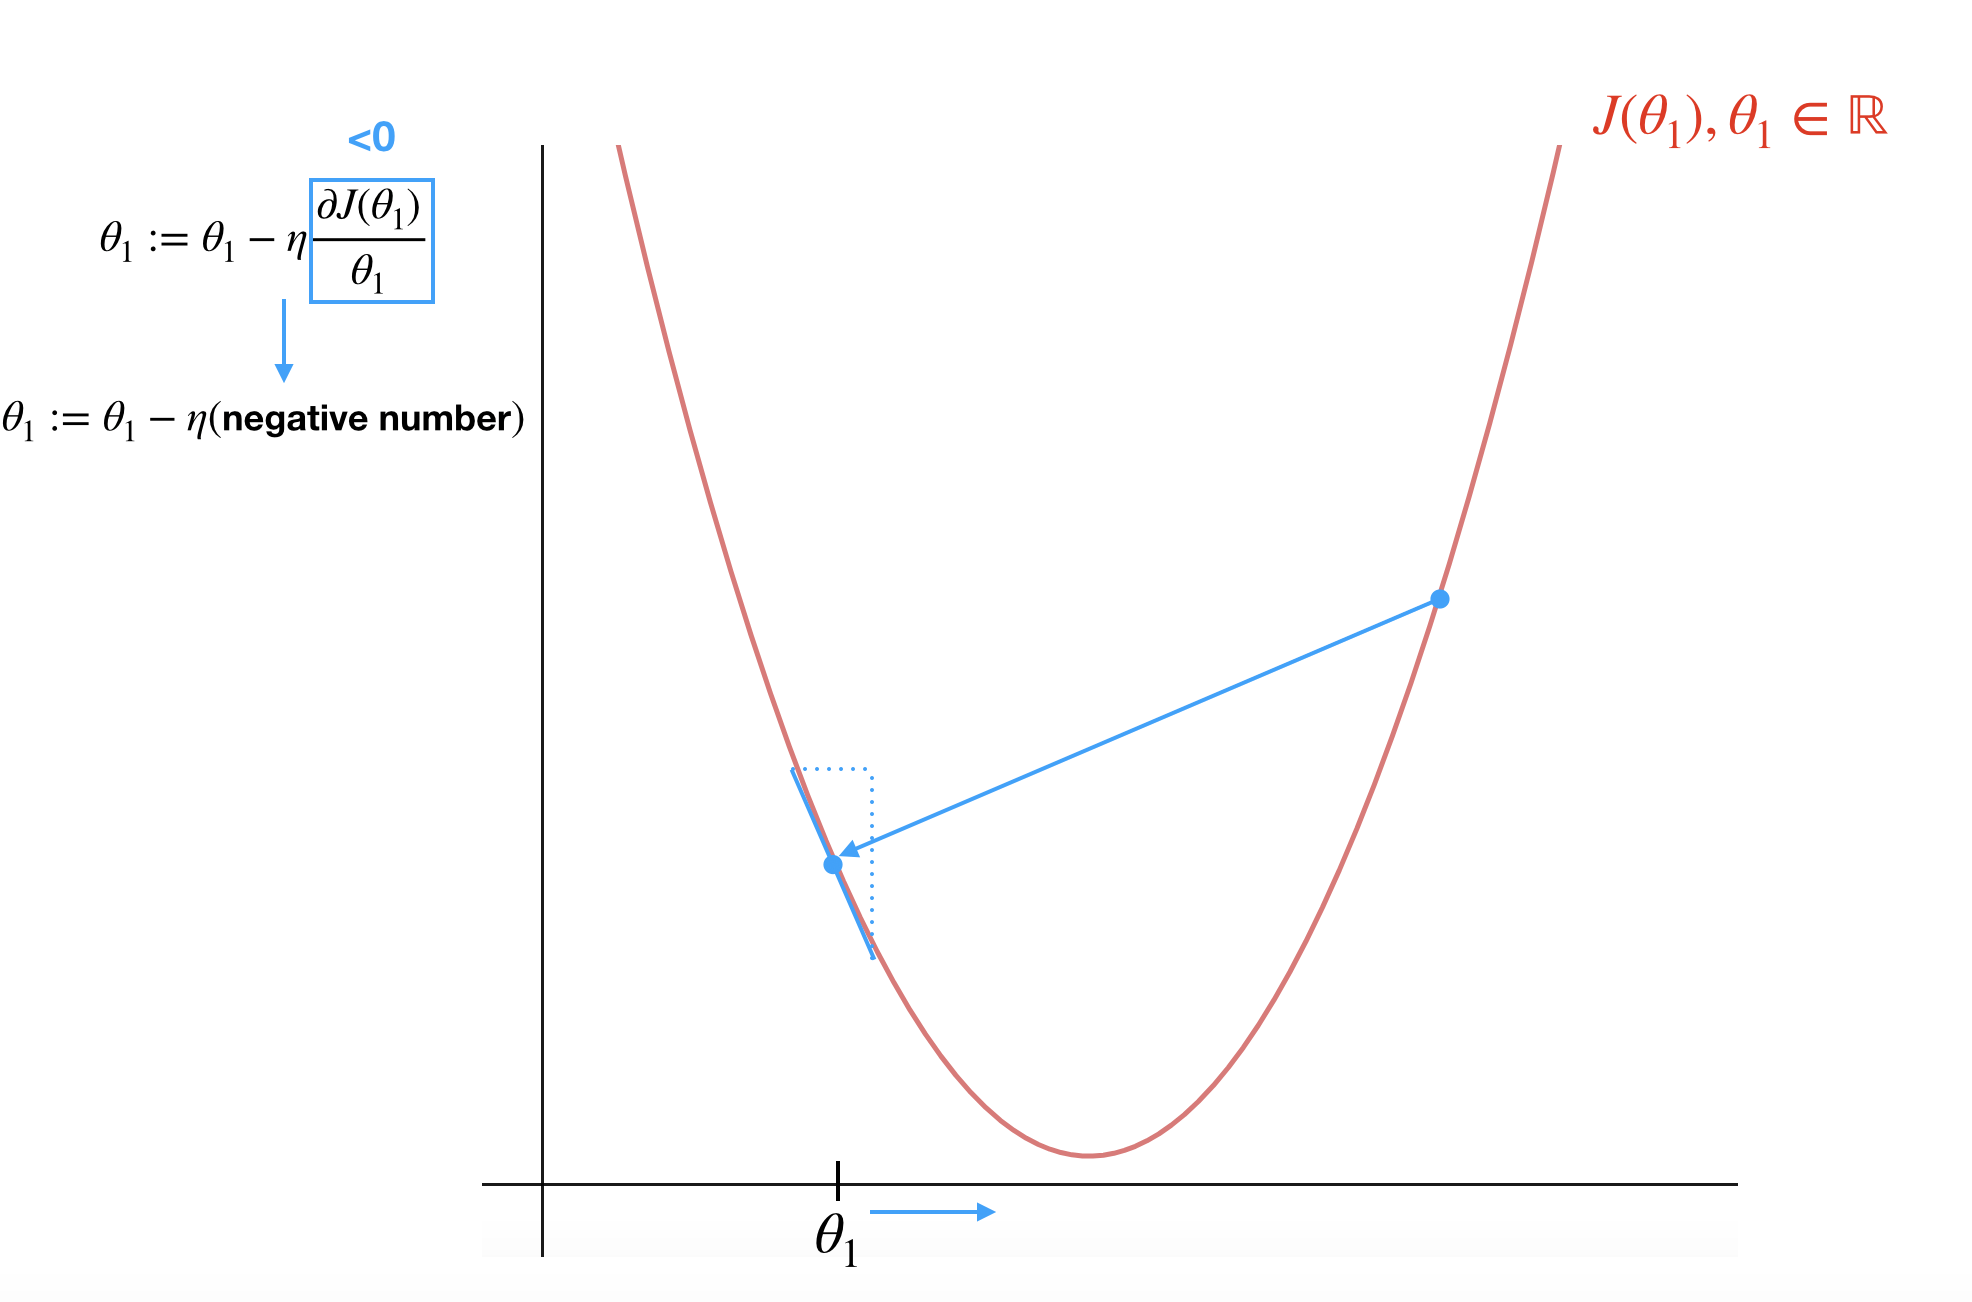 J(θ₁), θ₁ ∈ ℝ
<0
θ₁ := θ₁ − η ∂J(θ₁)/θ₁
θ₁ := θ₁ − η(negative number)
θ₁